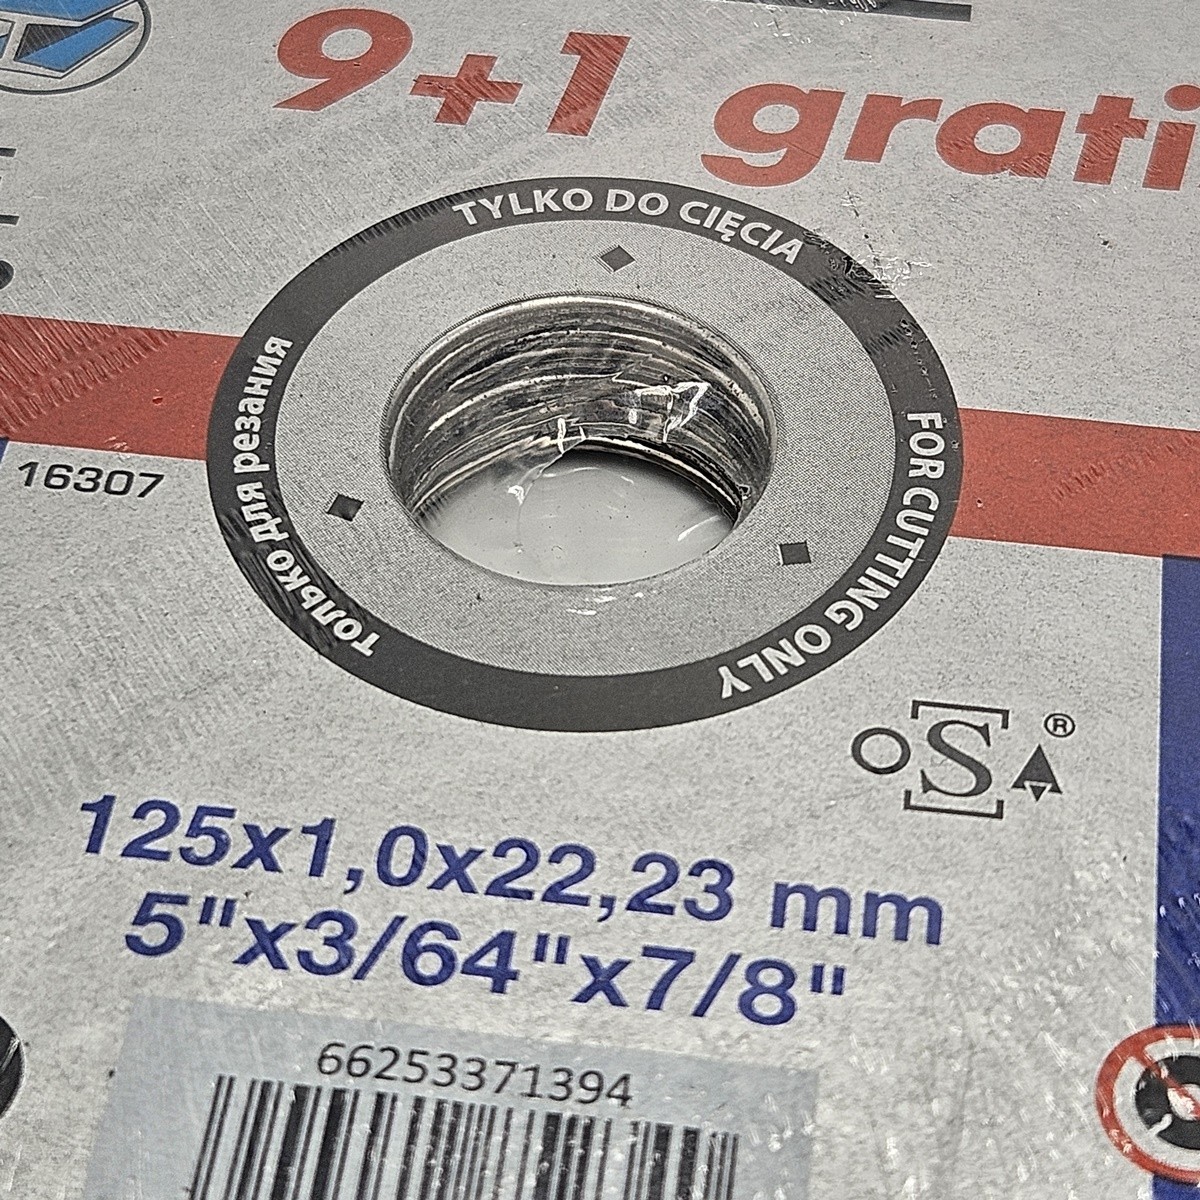 9+1 grati
TYLKO DO CIĘCIA
FOR CUTTING ONLY
Только для резания
16307
oSA®
125x1,0x22,23 mm
5"x3/64"x7/8"
66253371394